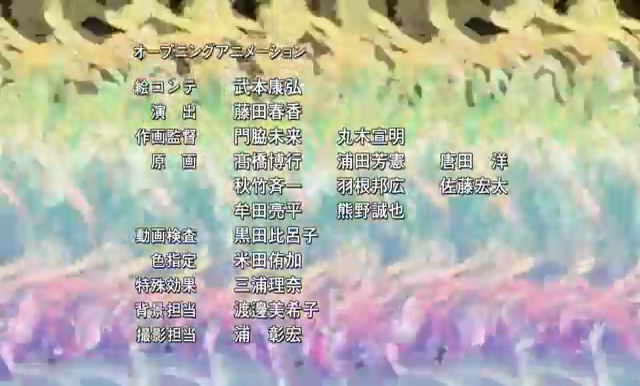 オープニングアニメーション
絵コンテ 武本康弘
演 出 藤田春香
作画監督 門脇未来 丸木宣明
原 画 髙橋博行 浦田芳憲 唐田 洋
秋竹斉一 羽根邦広 佐藤宏太
牟田亮平 熊野誠也
動画検査 黒田比呂子
色指定 米田侑加
特殊効果 三浦理奈
背景担当 渡邊美希子
撮影担当 浦 彰宏